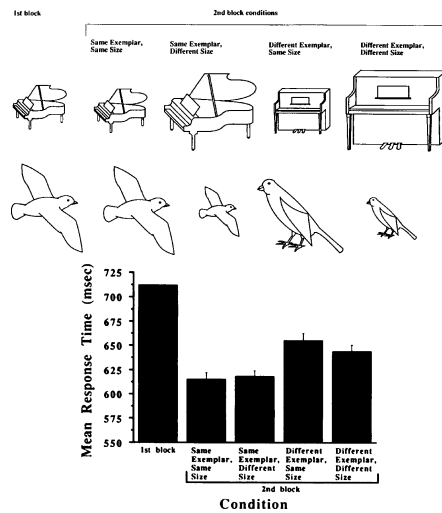 1st block
2nd block conditions
Same Exemplar,
Same Size
Same Exemplar,
Different Size
Different Exemplar,
Same Size
Different Exemplar,
Different Size
Mean Response Time (msec)
725
700
675
650
625
600
575
550
1st block
Same
Exemplar,
Same
Size
Same
Exemplar,
Different
Size
Different
Exemplar,
Same
Size
Different
Exemplar,
Different
Size
2nd block
Condition